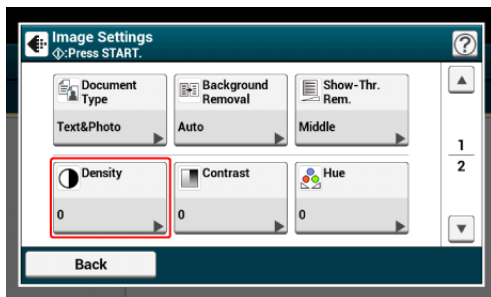 Image Settings
:Press START.
?
Document
Type
Text&Photo
Background
Removal
Auto
Show-Thr.
Rem.
Middle
1
2
Density
0
Contrast
0
Hue
0
Back